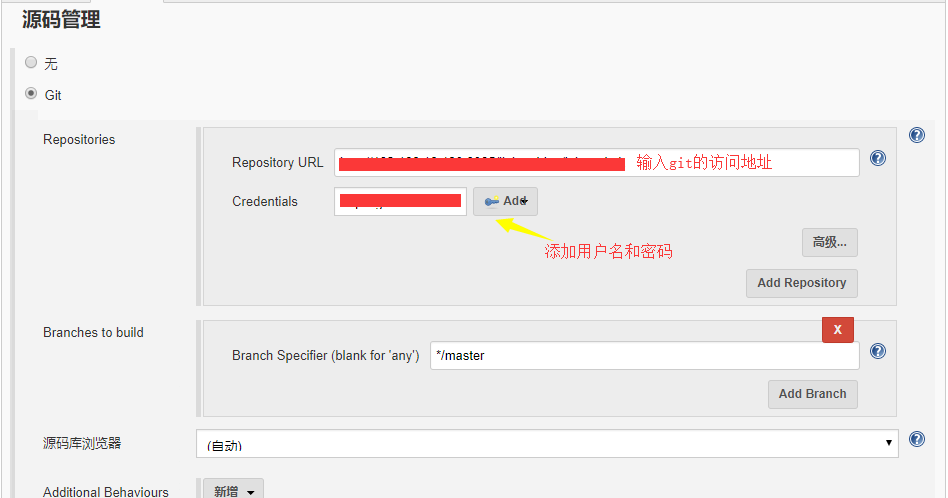 源码管理
无
Git
Repositories
Repository URL
输入git的访问地址
Credentials
Add
添加用户名和密码
高级...
Add Repository
Branches to build
X
Branch Specifier (blank for 'any')
*/master
Add Branch
源码库浏览器
(自动)
Additional Behaviours
新增